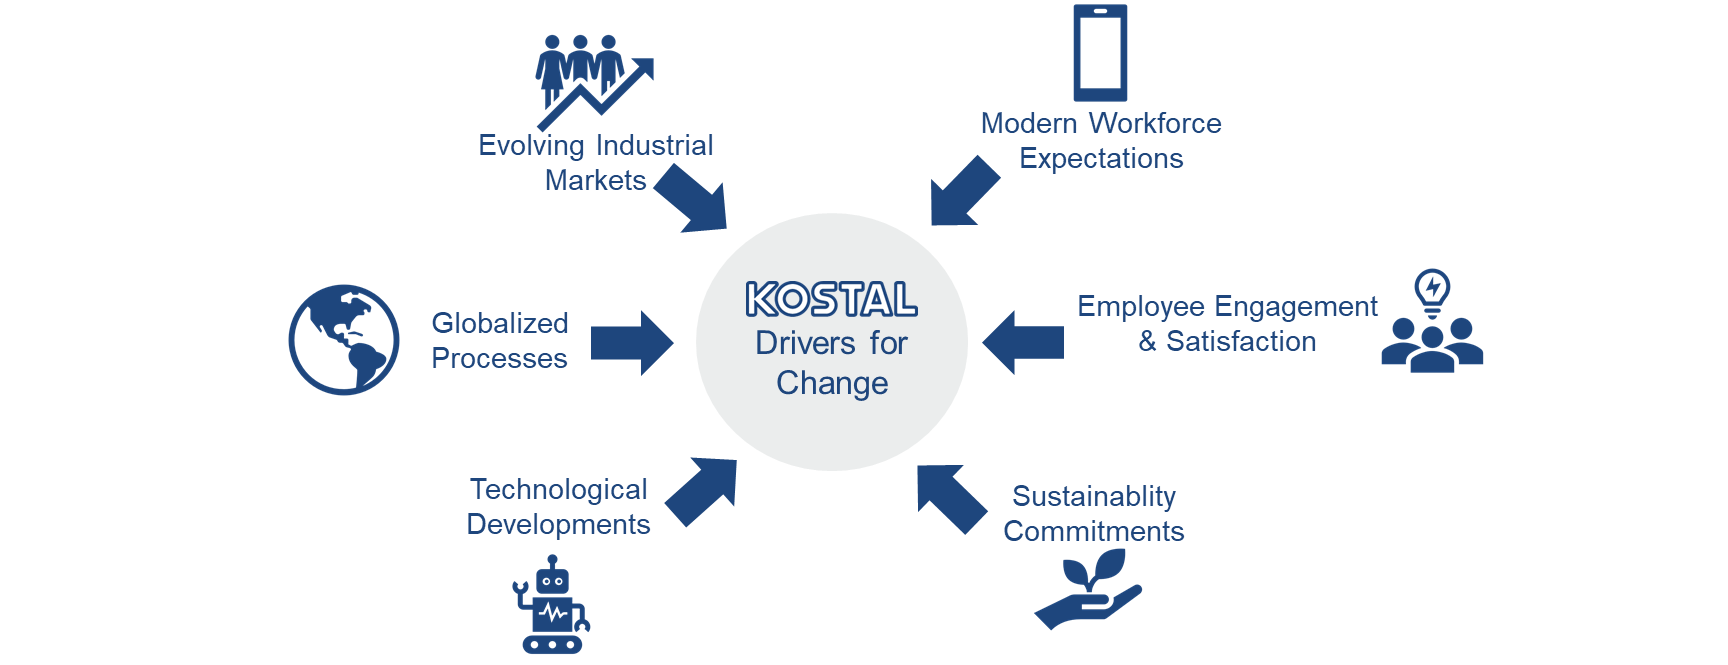 Evolving Industrial
Markets
Modern Workforce
Expectations
Globalized
Processes
KOSTAL
Drivers for
Change
Employee Engagement
& Satisfaction
Technological
Developments
Sustainablity
Commitments